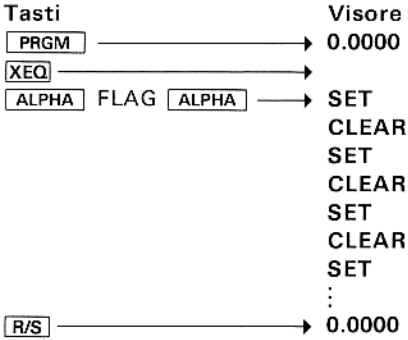 Tasti Visore
PRGM 0.0000
XEQ
ALPHA FLAG ALPHA SET
CLEAR
SET
CLEAR
SET
CLEAR
SET
⋮
R/S 0.0000